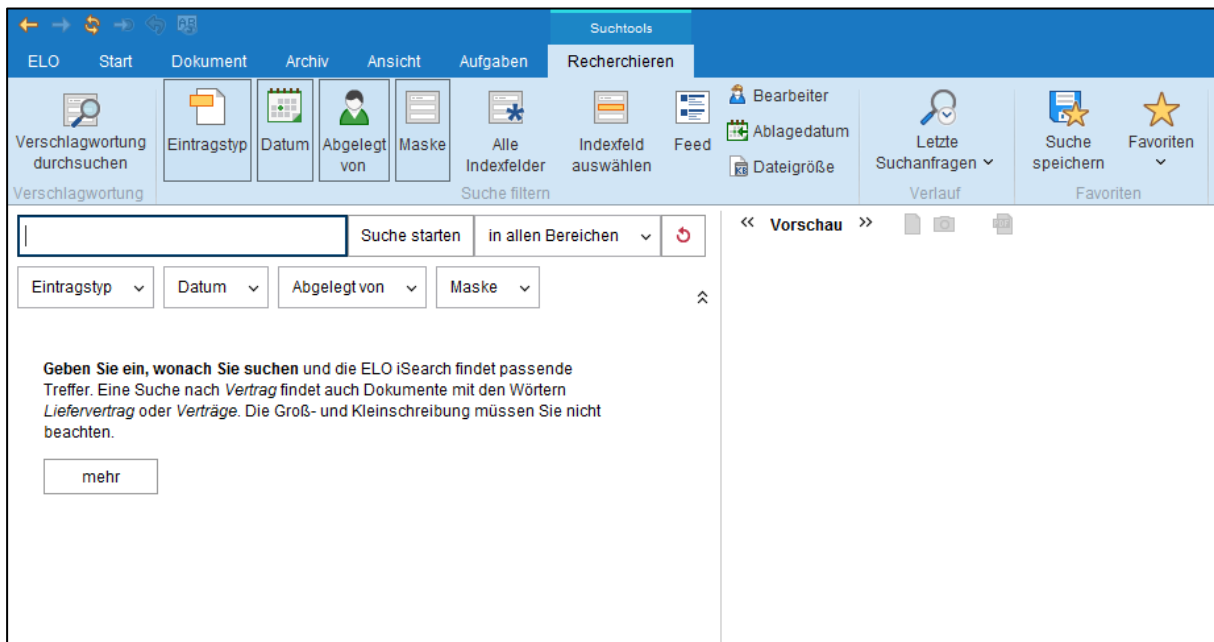 Suchtools
ELO Start Dokument Archiv Ansicht Aufgaben Recherchieren
Verschlagwortung durchsuchen
Eintragstyp
Datum
Abgelegt von
Maske
Alle Indexfelder
Indexfeld auswählen
Feed
Bearbeiter
Ablagedatum
KB Dateigröße
Letzte Suchanfragen
Suche speichern
Favoriten
Verschlagwortung Suche filtern Verlauf Favoriten
Suche starten in allen Bereichen
Vorschau
Eintragstyp Datum Abgelegt von Maske
Geben Sie ein, wonach Sie suchen und die ELO iSearch findet passende
Treffer. Eine Suche nach Vertrag findet auch Dokumente mit den Wörtern
Liefervertrag oder Verträge. Die Groß- und Kleinschreibung müssen Sie nicht
beachten.
mehr